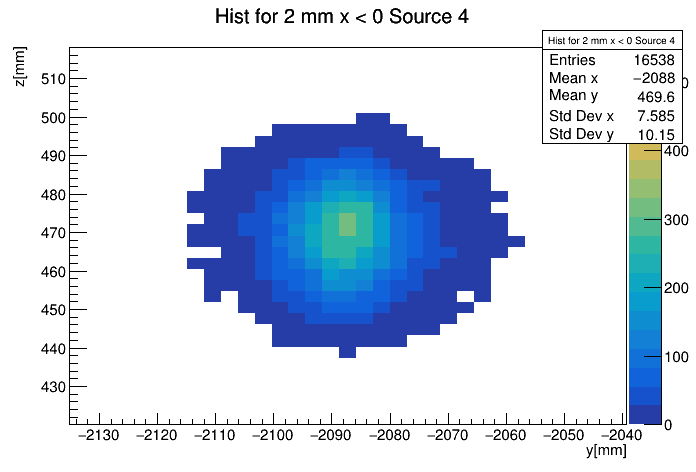 Hist for 2 mm x < 0 Source 4
z[mm]
Hist for 2 mm x < 0 Source 4
Entries 16538
Mean x −2088
Mean y 469.6
Std Dev x 7.585
Std Dev y 10.15
510
500
490
480
470
460
450
440
430
400
300
200
100
0
−2130 −2120 −2110 −2100 −2090 −2080 −2070 −2060 −2050 −2040
y[mm]